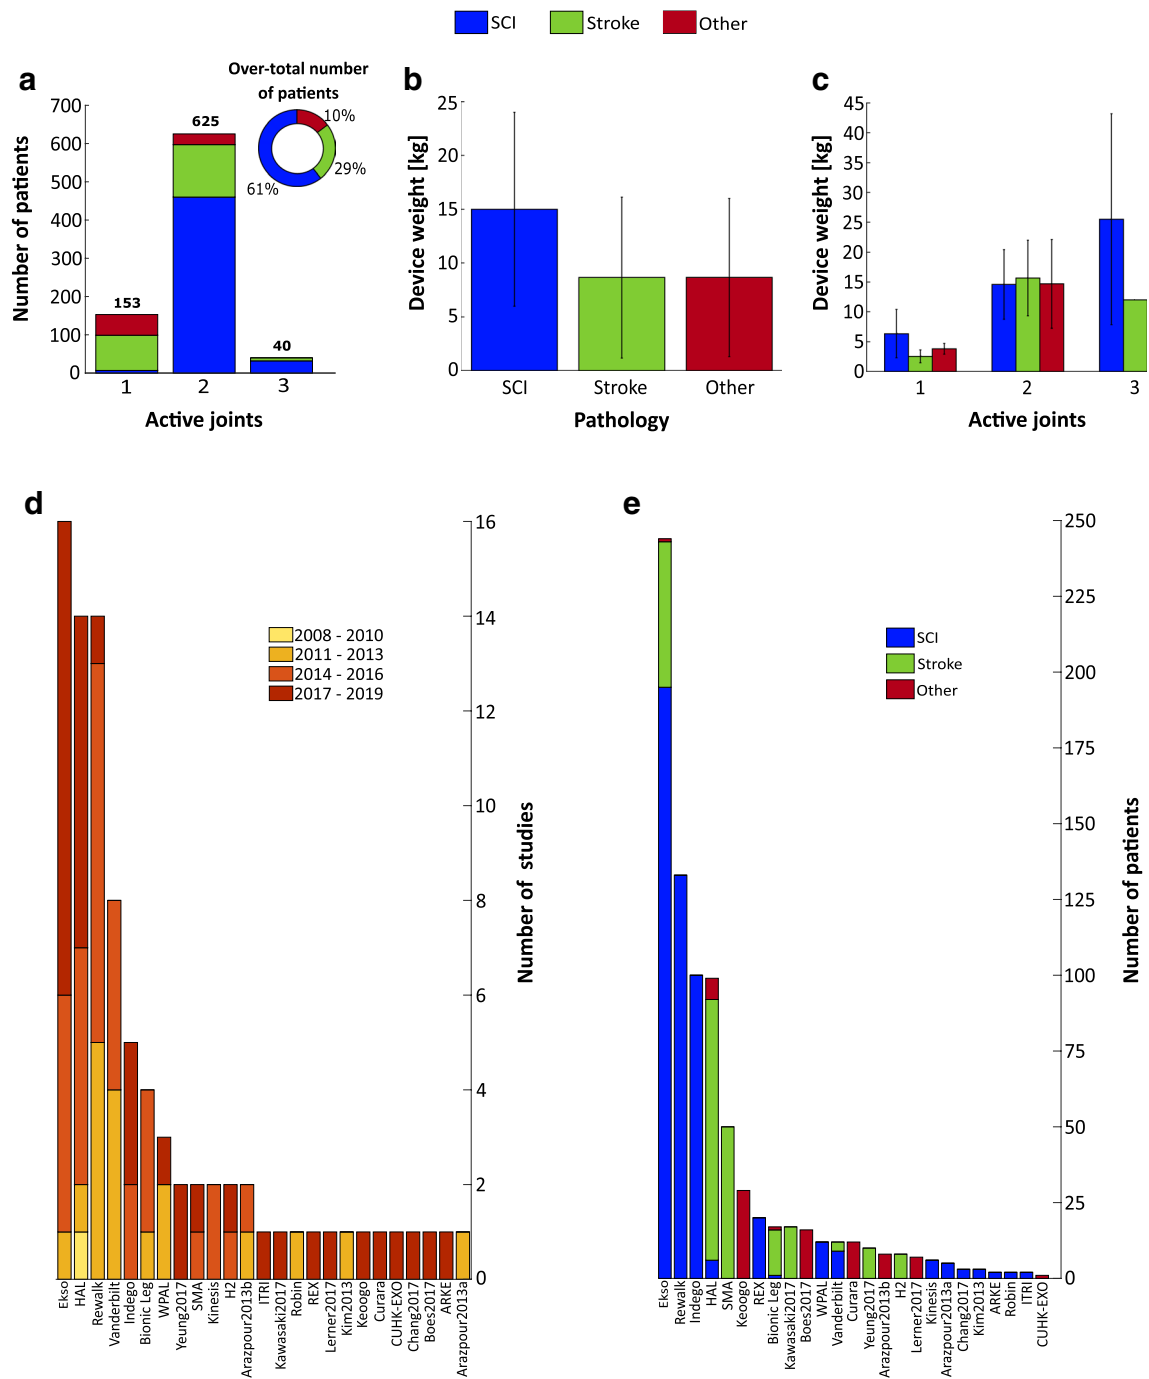 SCI
Stroke
Other
a
Over-total number
of patients
10%
29%
61%
Number of patients
700
600
500
400
300
200
100
0
153
625
40
1
2
3
Active joints
b
Device weight [kg]
25
20
15
10
5
0
SCI
Stroke
Other
Pathology
c
Device weight [kg]
45
40
35
30
25
20
15
10
5
0
1
2
3
Active joints
d
16
14
12
10
8
6
4
2
0
Number of studies
2008 - 2010
2011 - 2013
2014 - 2016
2017 - 2019
Ekso
HAL
Rewalk
Vanderbilt
Indego
Bionic Leg
WPAL
Yeung2017
SMA
Kinesis
H2
Arazpour2013b
ITRI
Kawasaki2017
Robin
REX
Lerner2017
Kim2013
Keoogo
Curara
CUHK-EXO
Chang2017
Boes2017
ARKE
Arazpour2013a
e
250
225
200
175
150
125
100
75
50
25
0
Number of patients
SCI
Stroke
Other
Ekso
Rewalk
Indego
HAL
SMA
Keoogo
REX
Bionic Leg
Kawasaki2017
Boes2017
WPAL
Vanderbilt
Curara
Yeung2017
Arazpour2013b
H2
Lerner2017
Kinesis
Arazpour2013a
Chang2017
Kim2013
ARKE
Robin
ITRI
CUHK-EXO